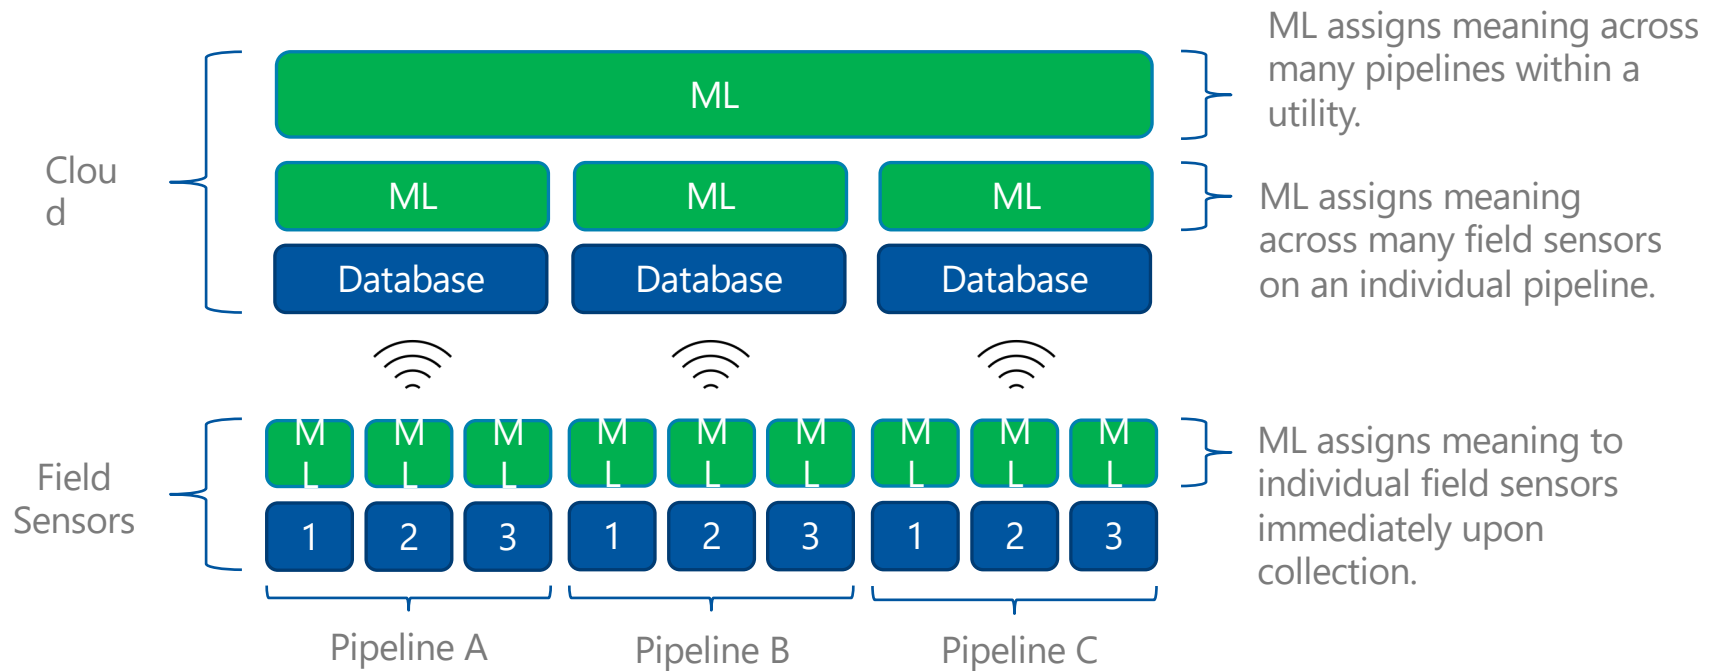 ML assigns meaning across
many pipelines within a
utility.
ML
Clou
d
ML
ML
ML
ML assigns meaning
across many field sensors
on an individual pipeline.
Database
Database
Database
Field
Sensors
M
L
M
L
M
L
M
L
M
L
M
L
M
L
M
L
M
L
ML assigns meaning to
individual field sensors
immediately upon
collection.
1
2
3
1
2
3
1
2
3
Pipeline A
Pipeline B
Pipeline C